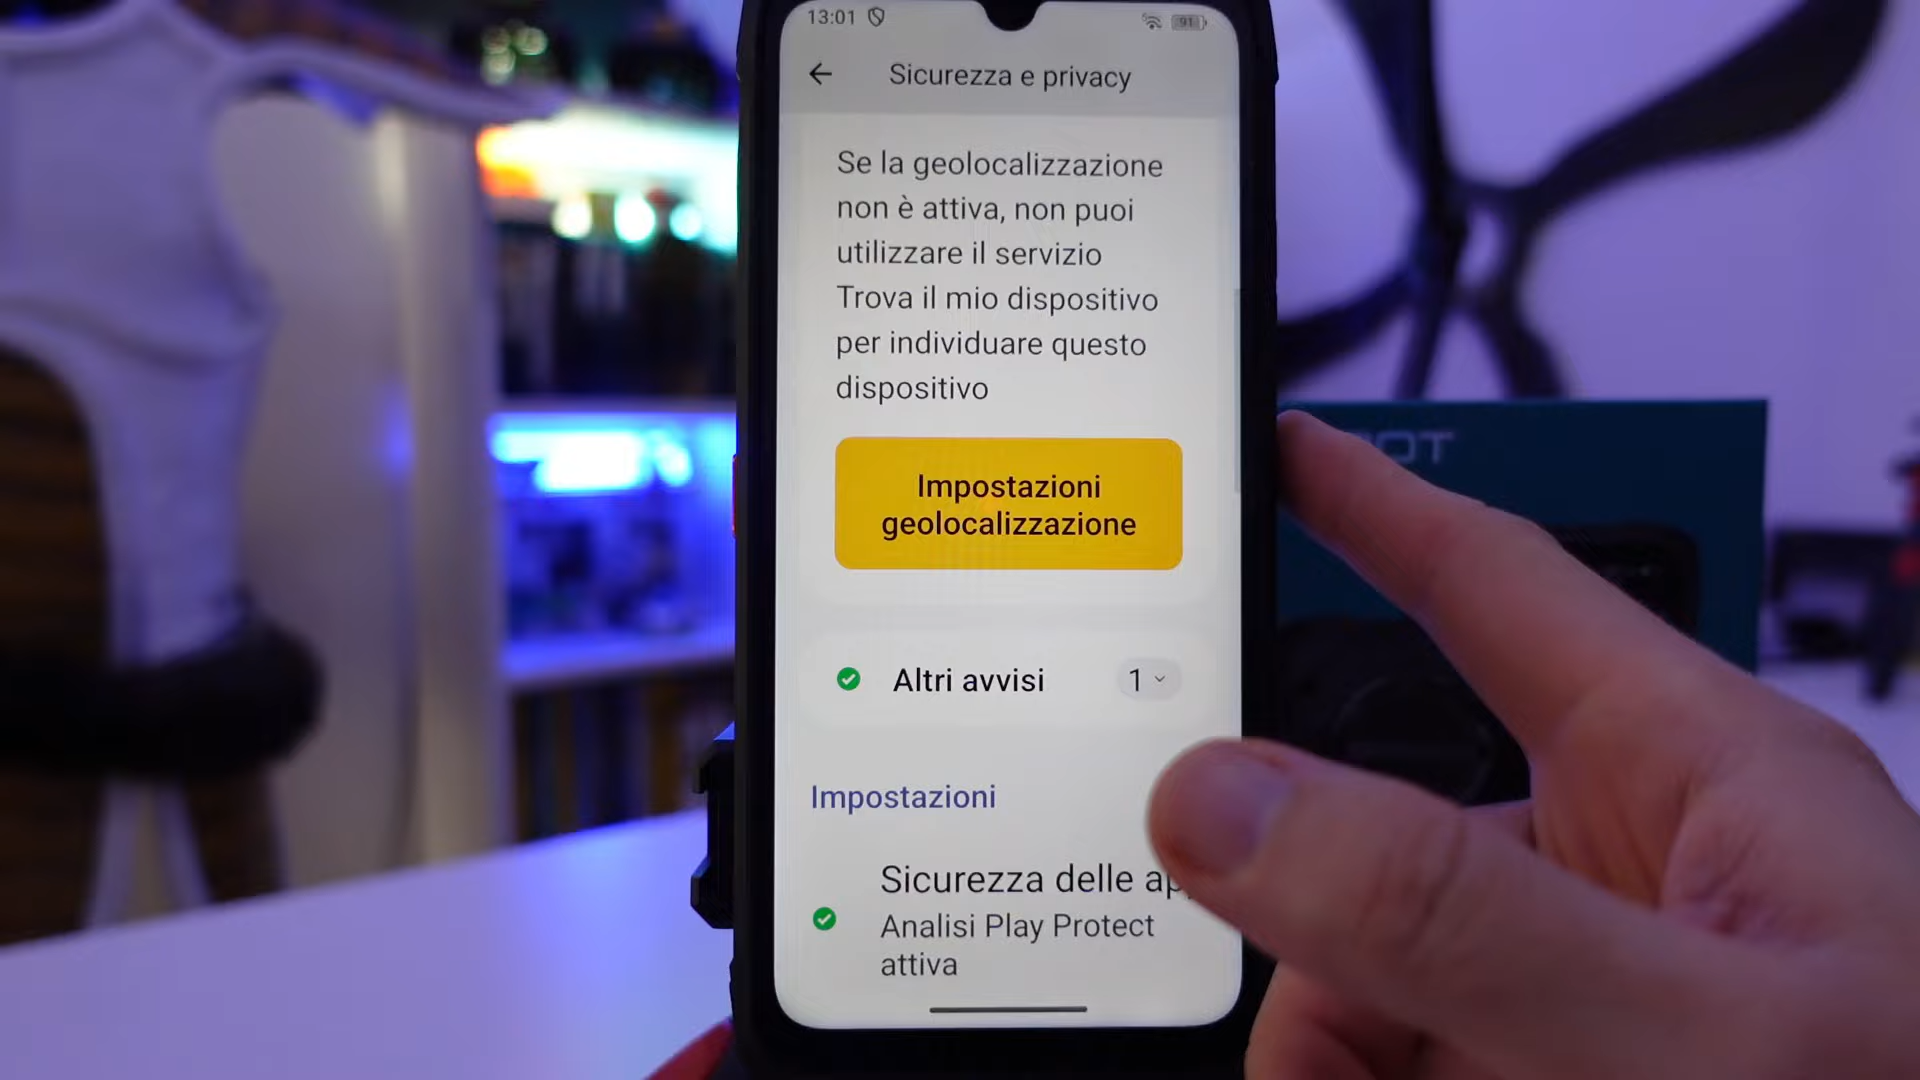 13:01
91
Sicurezza e privacy
Se la geolocalizzazione
non è attiva, non puoi
utilizzare il servizio
Trova il mio dispositivo
per individuare questo
dispositivo
Impostazioni
geolocalizzazione
Altri avvisi
1
Impostazioni
Sicurezza delle
Analisi Play Protect
attiva